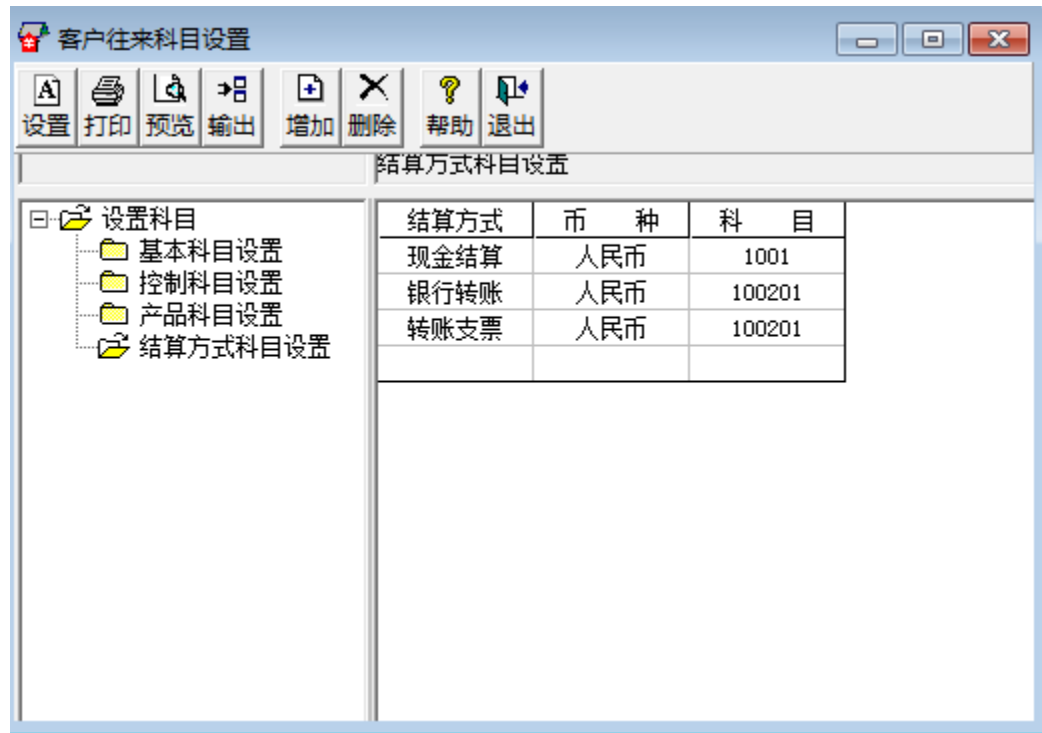 客户往来科目设置
设置 打印 预览 输出 增加 删除 帮助 退出
结算方式科目设置
设置科目
基本科目设置
控制科目设置
产品科目设置
结算方式科目设置
结算方式 币 种 科 目
现金结算 人民币 1001
银行转账 人民币 100201
转账支票 人民币 100201